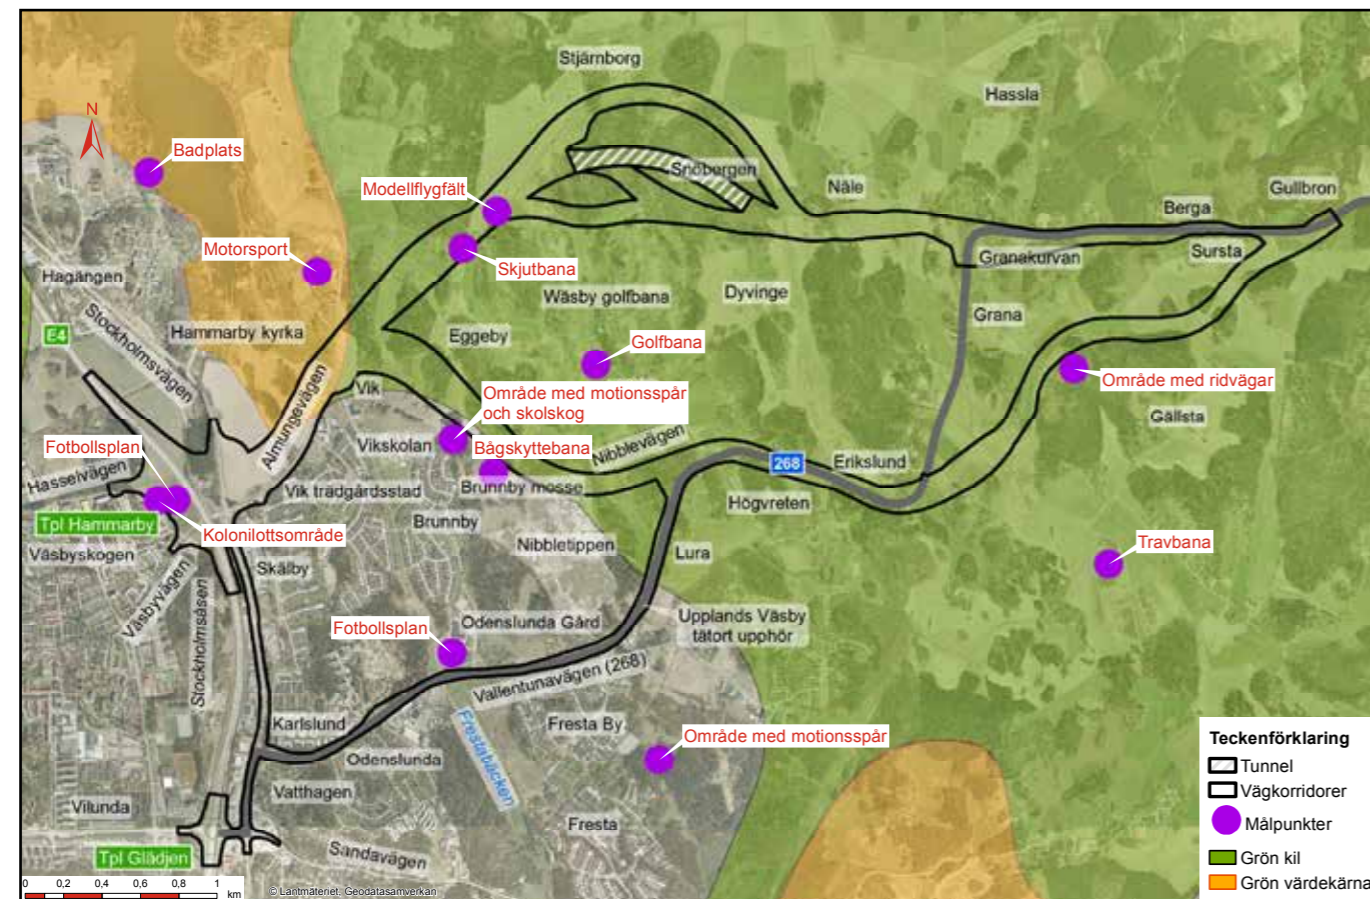 Stjärnborg
Hassla
N
Badplats
Snöbergen
Modellflygfält
Nåle
Gullbron
Berga
Motorsport
Skjutbana
Sursta
Granakurvan
Hagängen
Wäsby golfbana
Dyvinge
Grana
Stockholmsvägen
E4
Hammarby kyrka
Eggeby
Golfbana
Område med ridvägar
Almungevägen
Vik
Område med motionsspår
och skolskog
Gällsta
Fotbollsplan
Vikskolan
Bågskyttebana
Nibblevägen
268
Erikslund
Hasselvägen
Vik trädgårdsstad
Brunnby mosse
Högvreten
Tpl Hammarby
Kolonilottsområde
Brunnby
Nibbletippen
Lura
Travbana
Väsbyskogen
Skälby
Väsbyvägen
Stockholmsåsen
Odenslunda Gård
Upplands Väsby
tätort upphör
Fotbollsplan
Vallentunavägen (268)
Karlslund
Frestabäcken
Fresta By
Område med motionsspår
Odenslunda
Vatthagen
Vilunda
Fresta
Tpl Glädjen
Sandavägen
0 0,2 0,4 0,6 0,8 1
km
© Lantmäteriet, Geodatasamverkan
Teckenförklaring
Tunnel
Vägkorridorer
Målpunkter
Grön kil
Grön värdekärna